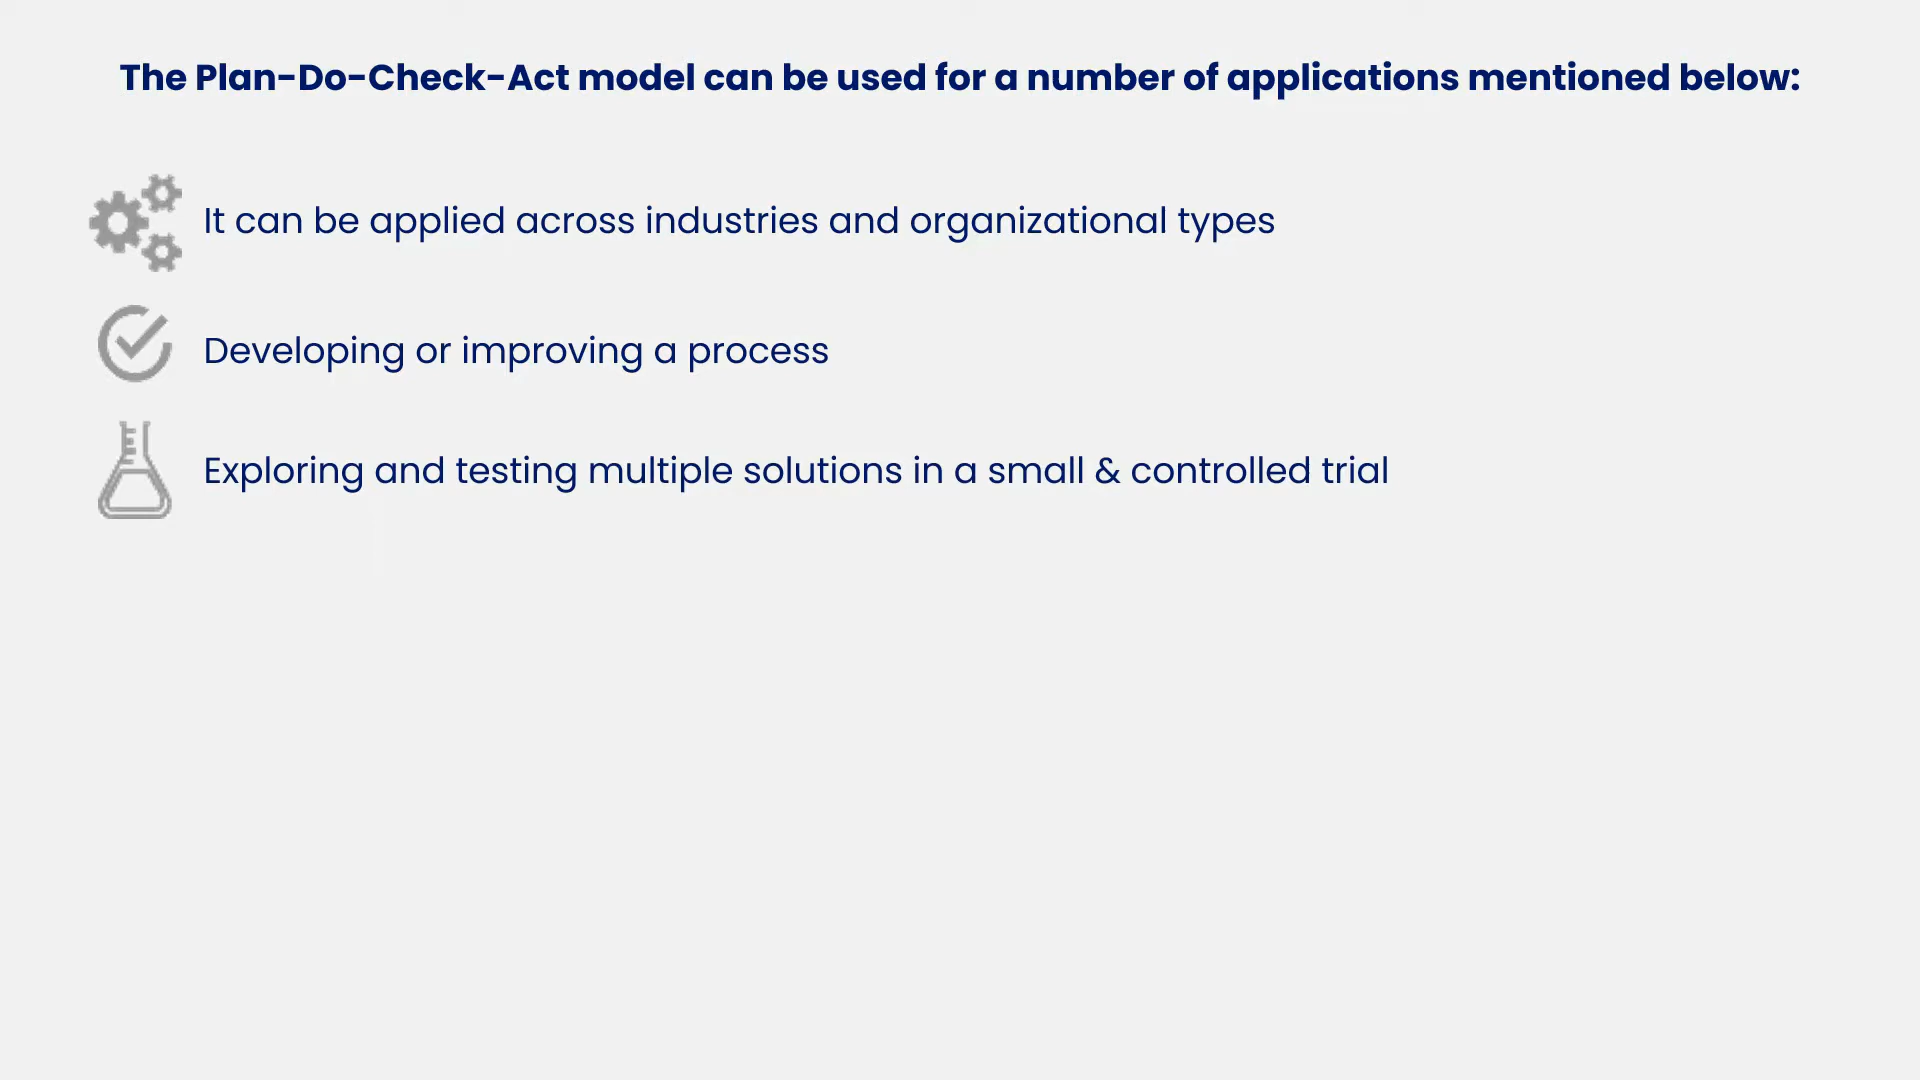 The Plan-Do-Check-Act model can be used for a number of applications mentioned below:
It can be applied across industries and organizational types
Developing or improving a process
Exploring and testing multiple solutions in a small & controlled trial